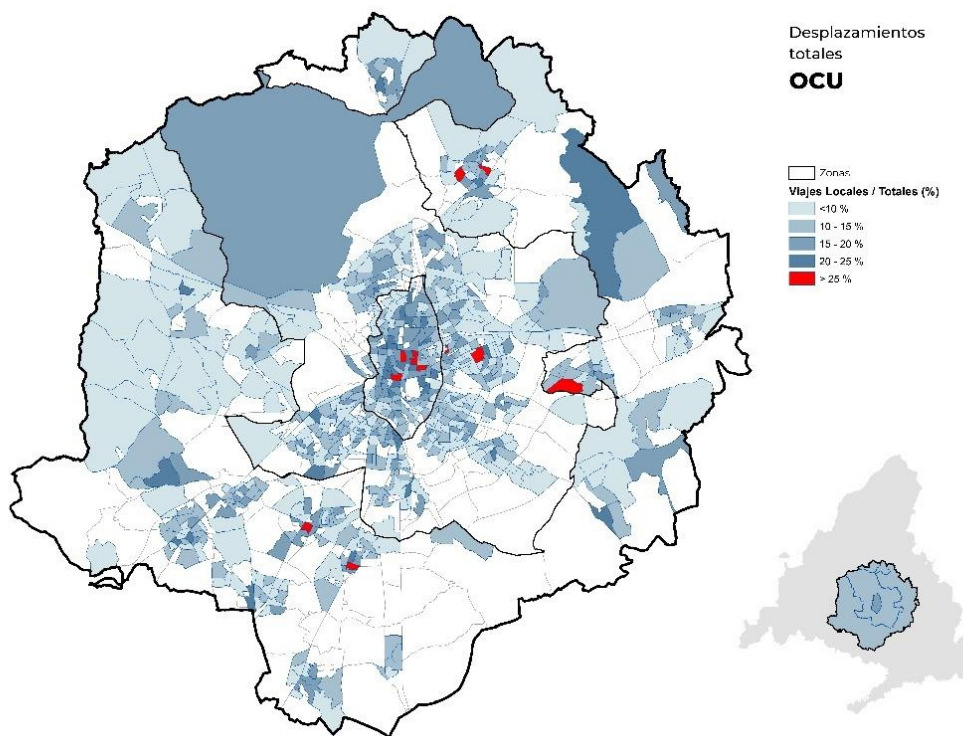 Desplazamientos
totales
OCU
Zonas
Viajes Locales / Totales (%)
<10 %
10 - 15 %
15 - 20 %
20 - 25 %
> 25 %